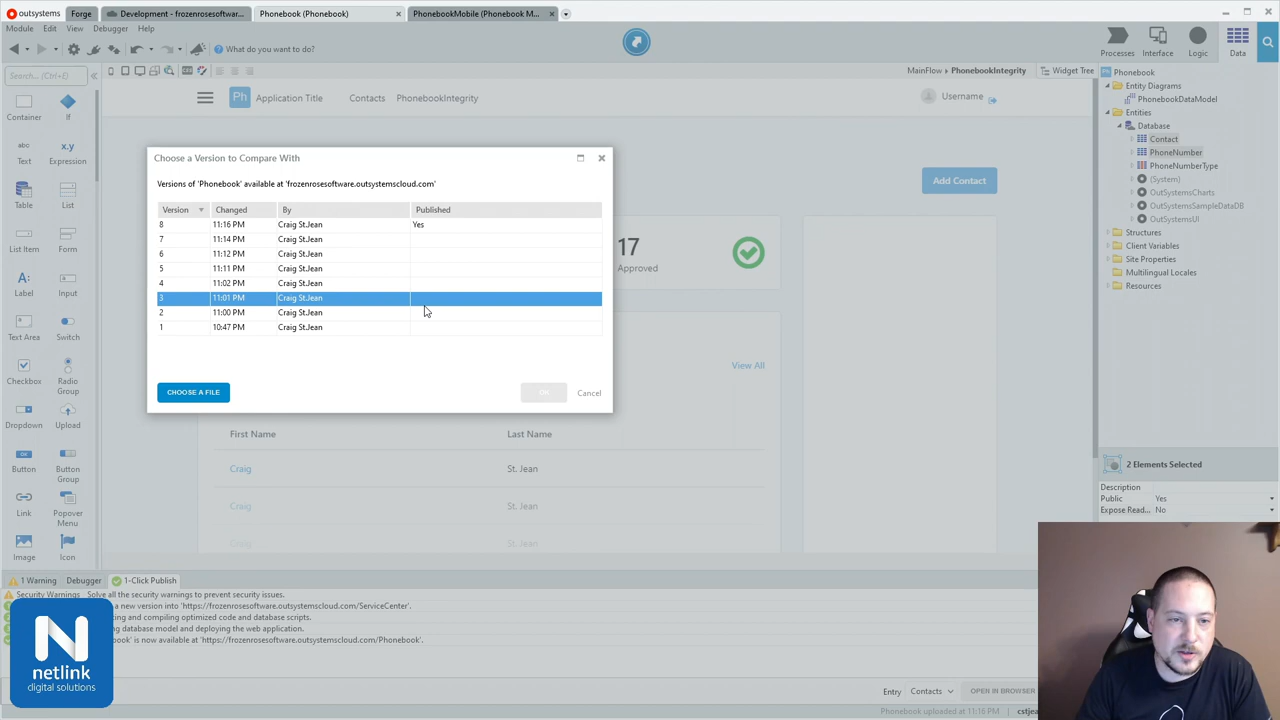 outsystems
Forge
Development - frozenrosesoftwar...
Phonebook (Phonebook)
PhonebookMobile (Phonebook M...
Module Edit View Debugger Help
What do you want to do?
Processes
Interface
Logic
Data
Search... (Ctrl+E)
MainFlow ▸ PhonebookIntegrity
Widget Tree
Container
If
abc
Text
x.y
Expression
Table
List
List Item
Form
Label
Input
Text Area
Switch
Checkbox
Radio Group
Dropdown
Upload
Button
Button Group
Link
Popover Menu
Image
Icon
Ph
Application Title
Contacts
PhonebookIntegrity
Username
Add Contact
17
Approved
View All
First Name Last Name
Craig St. Jean
Craig St. Jean
Craig St. Jean
Choose a Version to Compare With
Versions of 'Phonebook' available at 'frozenrosesoftware.outsystemscloud.com'
Version Changed By Published
8 11:16 PM Craig St.Jean Yes
7 11:14 PM Craig St.Jean
6 11:12 PM Craig St.Jean
5 11:11 PM Craig St.Jean
4 11:02 PM Craig St.Jean
3 11:01 PM Craig St.Jean
2 11:00 PM Craig St.Jean
1 10:47 PM Craig St.Jean
CHOOSE A FILE
OK
Cancel
Phonebook
Entity Diagrams
PhonebookDataModel
Entities
Database
Contact
PhoneNumber
PhoneNumberType
(System)
OutSystemsCharts
OutSystemsSampleDataDB
OutSystemsUI
Structures
Client Variables
Site Properties
Multilingual Locales
Resources
2 Elements Selected
Description
Public Yes
Expose Read... No
1 Warning
Debugger
1-Click Publish
Security Warnings Solve all the security warnings to prevent security issues.
a new version into 'https://frozenrosesoftware.outsystemscloud.com/ServiceCenter'.
and compiling optimized code and database scripts.
database model and deploying the web application.
is now available at 'https://frozenrosesoftware.outsystemscloud.com/Phonebook'.
N
netlink
digital solutions
Entry Contacts
OPEN IN BROWSER
Phonebook uploaded at 11:16 PM